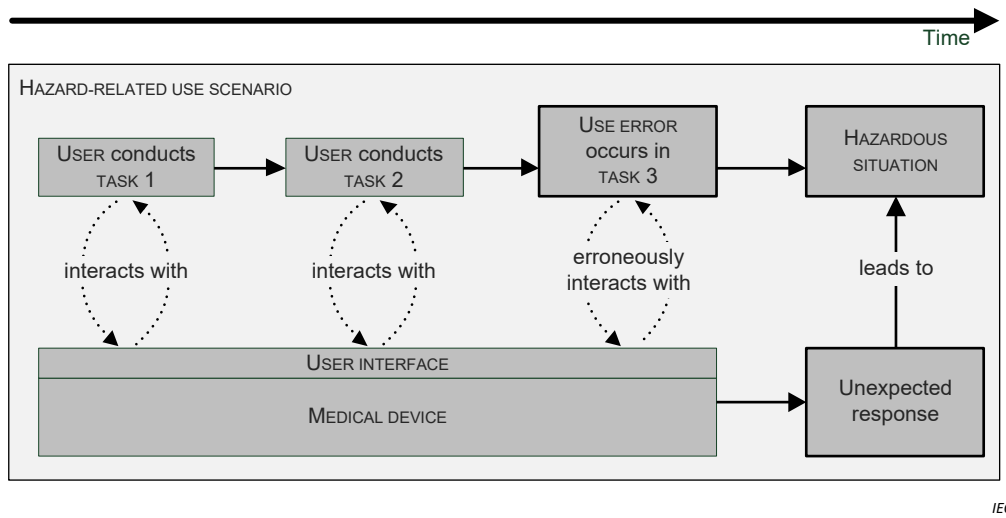 Time
HAZARD-RELATED USE SCENARIO
USER conducts
TASK 1
USER conducts
TASK 2
USE ERROR
occurs in
TASK 3
HAZARDOUS
SITUATION
interacts with
interacts with
erroneously
interacts with
leads to
USER INTERFACE
MEDICAL DEVICE
Unexpected
response